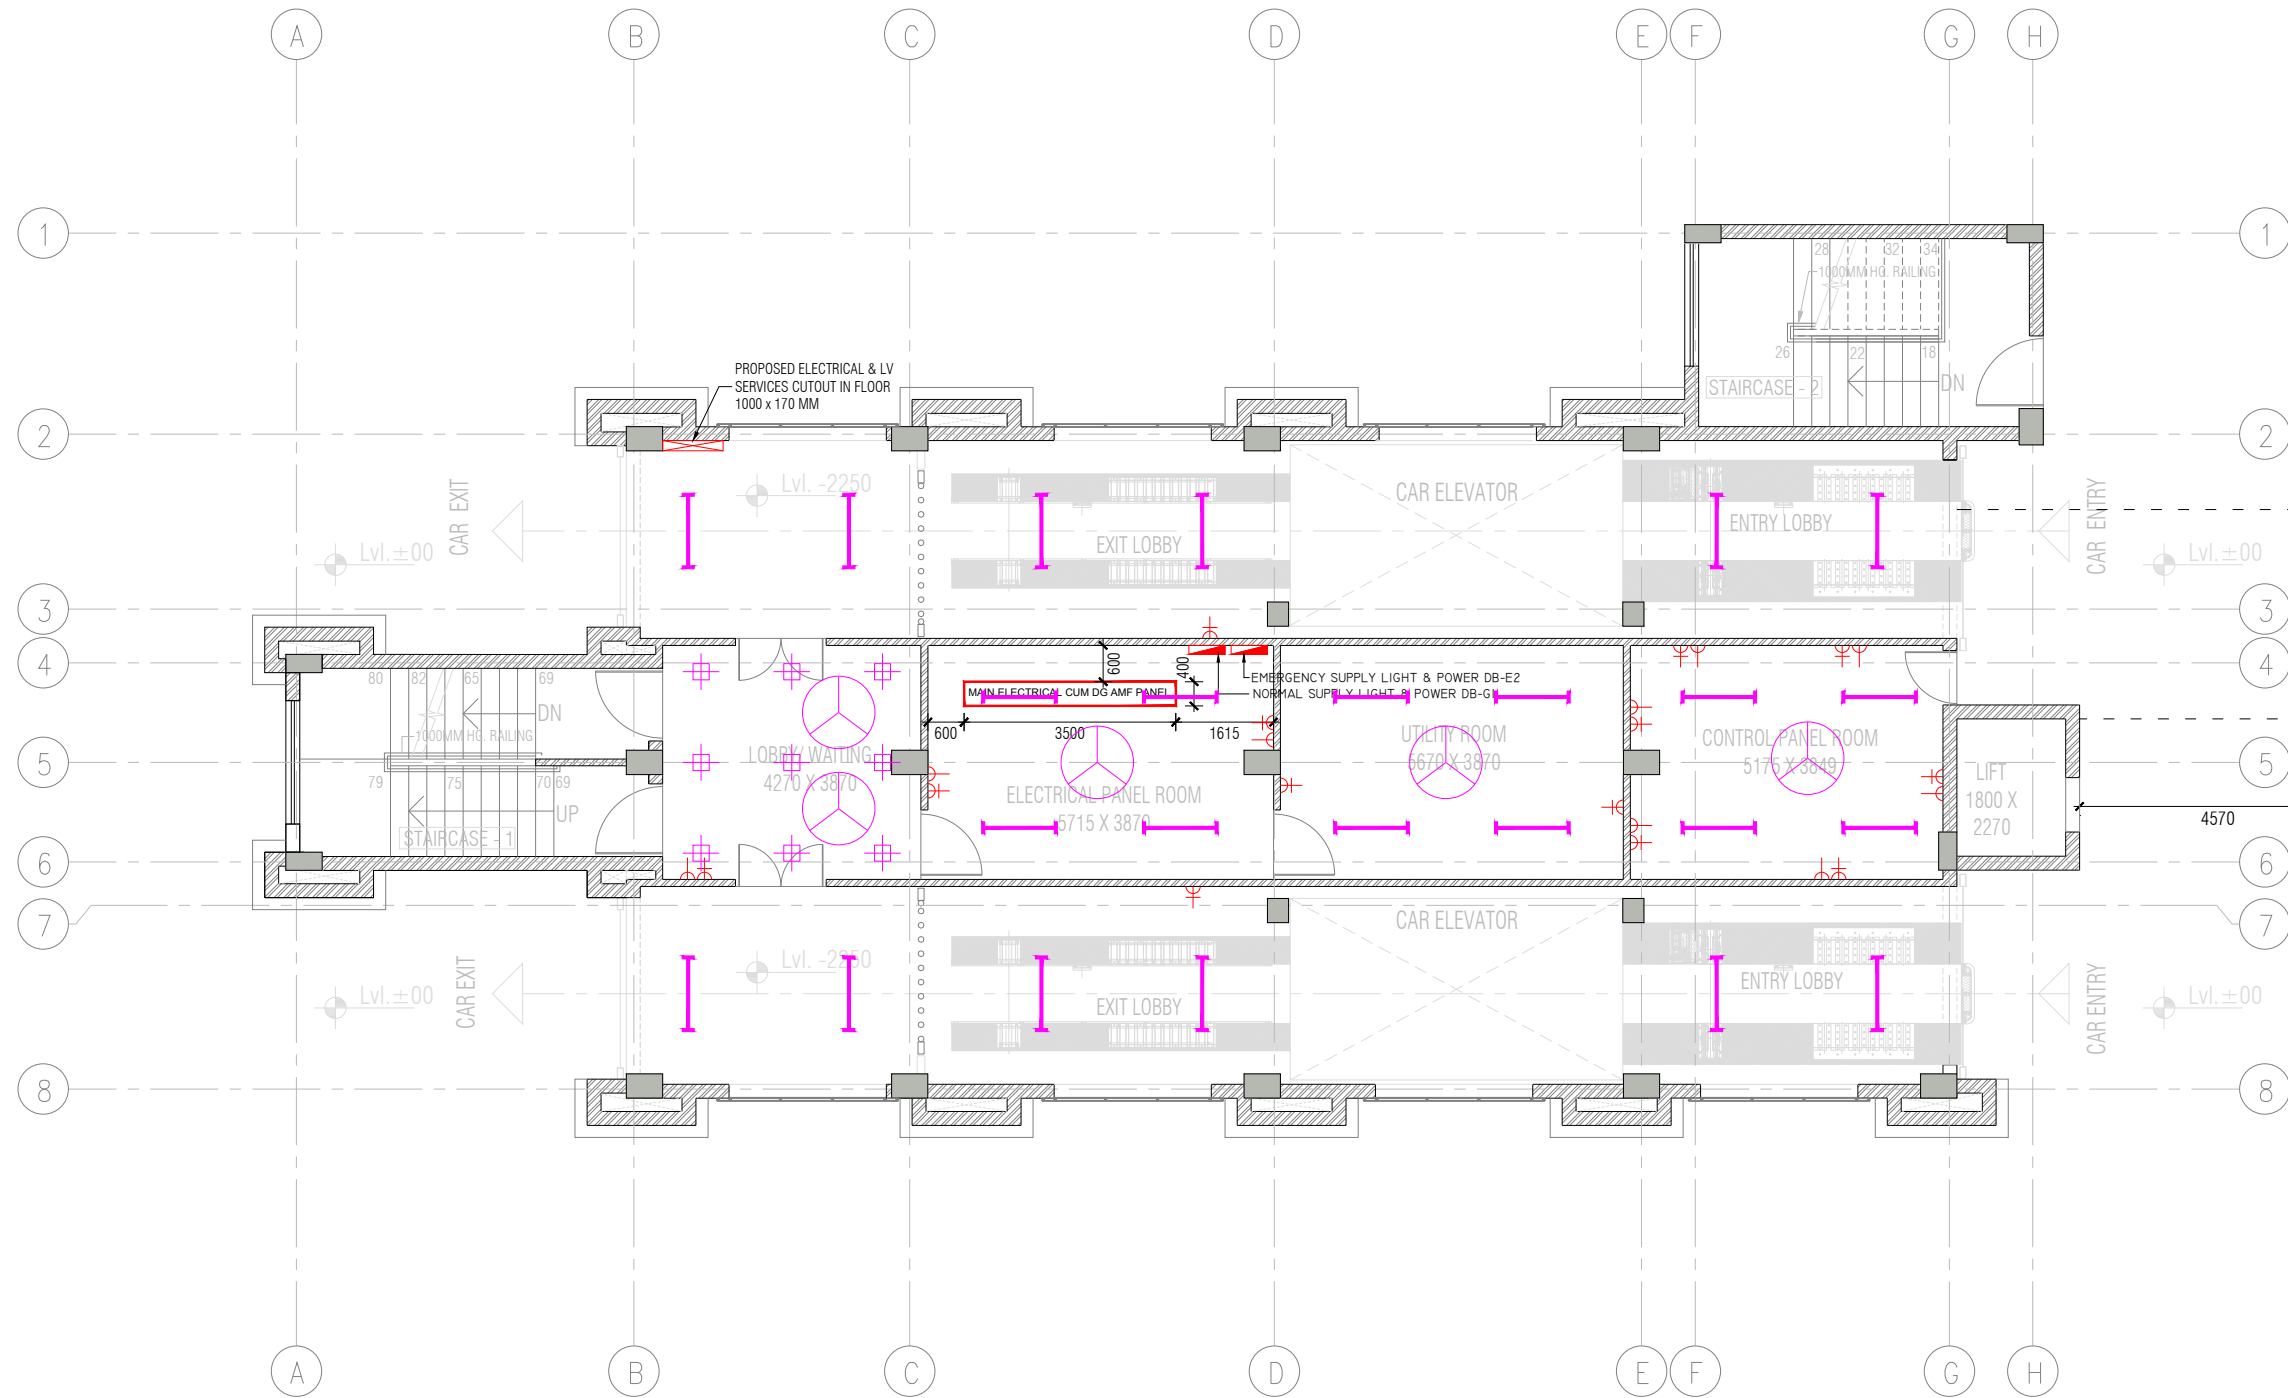 A B C D E F G H
1 1
28 32 34
1000MM HG. RAILING
26 22 18
STAIRCASE - 2
DN
PROPOSED ELECTRICAL & LV
SERVICES CUTOUT IN FLOOR
1000 x 170 MM
2 2
CAR EXIT
Lvl. -2250
CAR ELEVATOR
ENTRY LOBBY
EXIT LOBBY
CAR ENTRY
Lvl.±00
Lvl.±00
3 3
4 4
80 82 65 69
DN
1000MM HG. RAILING
600
400
EMERGENCY SUPPLY LIGHT & POWER DB-E2
MAIN ELECTRICAL CUM DG AMF PANEL
NORMAL SUPPLY LIGHT & POWER DB-G1
600 3500 1615
LOBBY/ WAITING
4270 X 3870
UTILITY ROOM
5670 X 3870
CONTROL PANEL ROOM
5175 X 3849
5 5
79 75 70 69
UP
STAIRCASE - 1
ELECTRICAL PANEL ROOM
5715 X 3870
LIFT
1800 X
2270
4570
6 6
7 7
CAR ELEVATOR
Lvl. -2250
CAR EXIT
ENTRY LOBBY
EXIT LOBBY
CAR ENTRY
Lvl.±00
Lvl.±00
8 8
A B C D E F G H